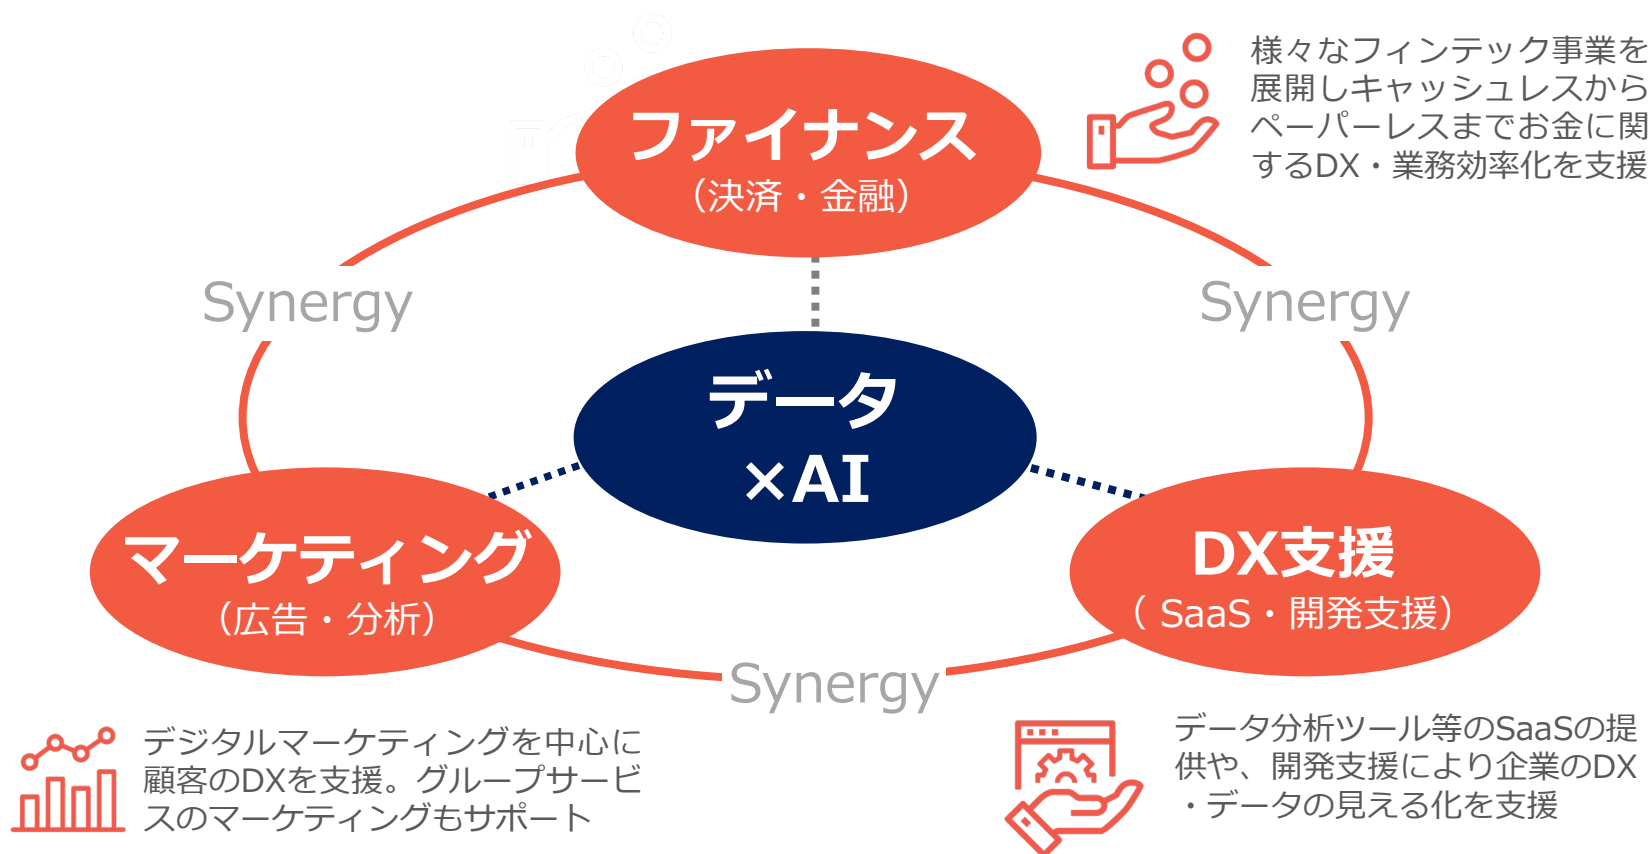 ファイナンス
（決済・金融）
様々なフィンテック事業を
展開しキャッシュレスから
ペーパーレスまでお金に関
するDX・業務効率化を支援
Synergy
Synergy
データ
×AI
マーケティング
（広告・分析）
DX支援
（ SaaS・開発支援）
Synergy
デジタルマーケティングを中心に
顧客のDXを支援。グループサービ
スのマーケティングもサポート
データ分析ツール等のSaaSの提
供や、開発支援により企業のDX
・データの見える化を支援